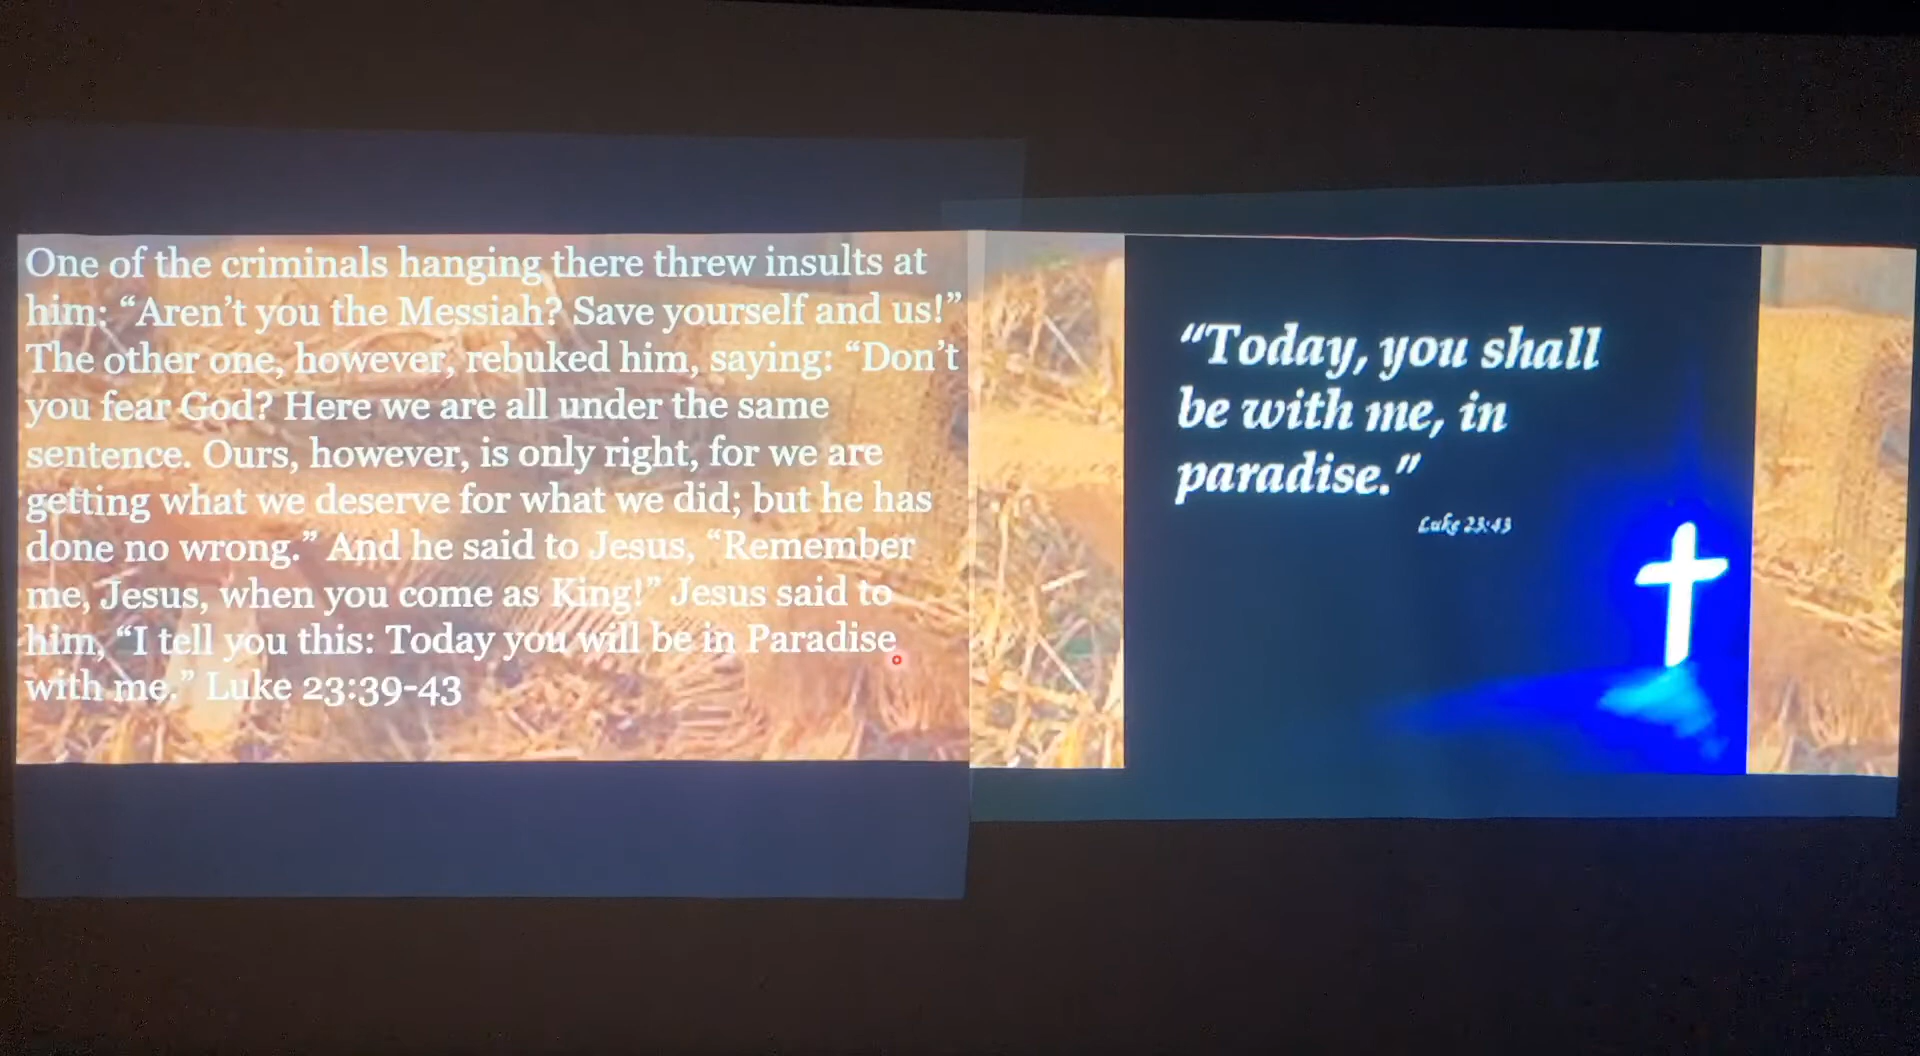 One of the criminals hanging there threw insults at
him: “Aren’t you the Messiah? Save yourself and us!”
The other one, however, rebuked him, saying: “Don’t
you fear God? Here we are all under the same
sentence. Ours, however, is only right, for we are
getting what we deserve for what we did; but he has
done no wrong.” And he said to Jesus, “Remember
me, Jesus, when you come as King!” Jesus said to
him, “I tell you this: Today you will be in Paradise
with me.” Luke 23:39-43
“Today, you shall
be with me, in
paradise.”
Luke 23:43